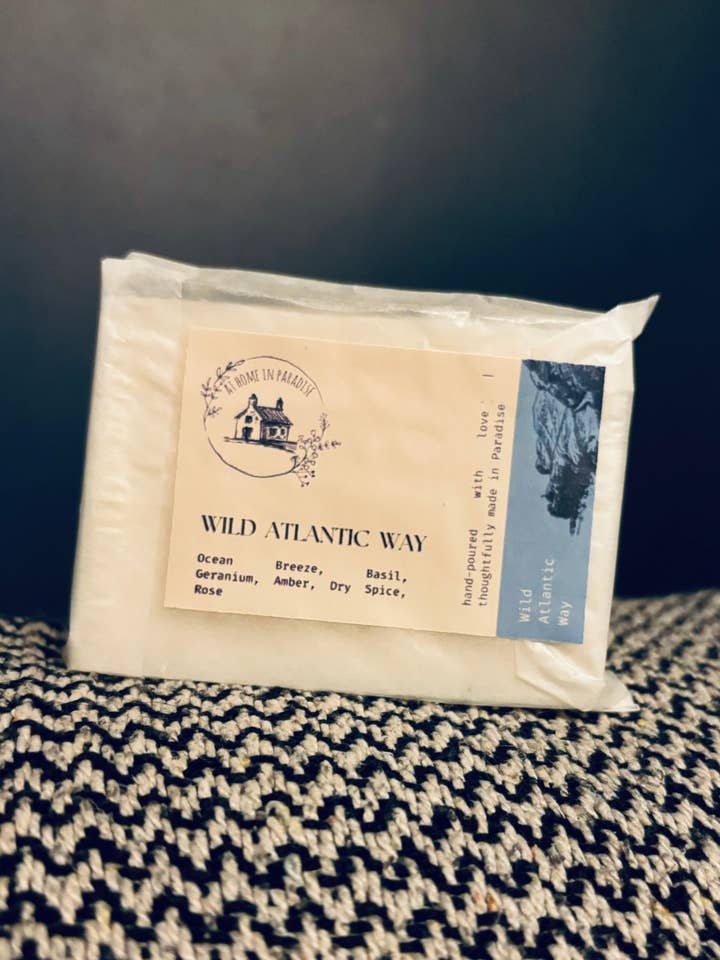 AT HOME IN PARADISE
WILD ATLANTIC WAY
Ocean Breeze, Basil,
Geranium, Amber, Dry Spice,
Rose
hand-poured with love |
thoughtfully made in Paradise
Wild
Atlantic
Way